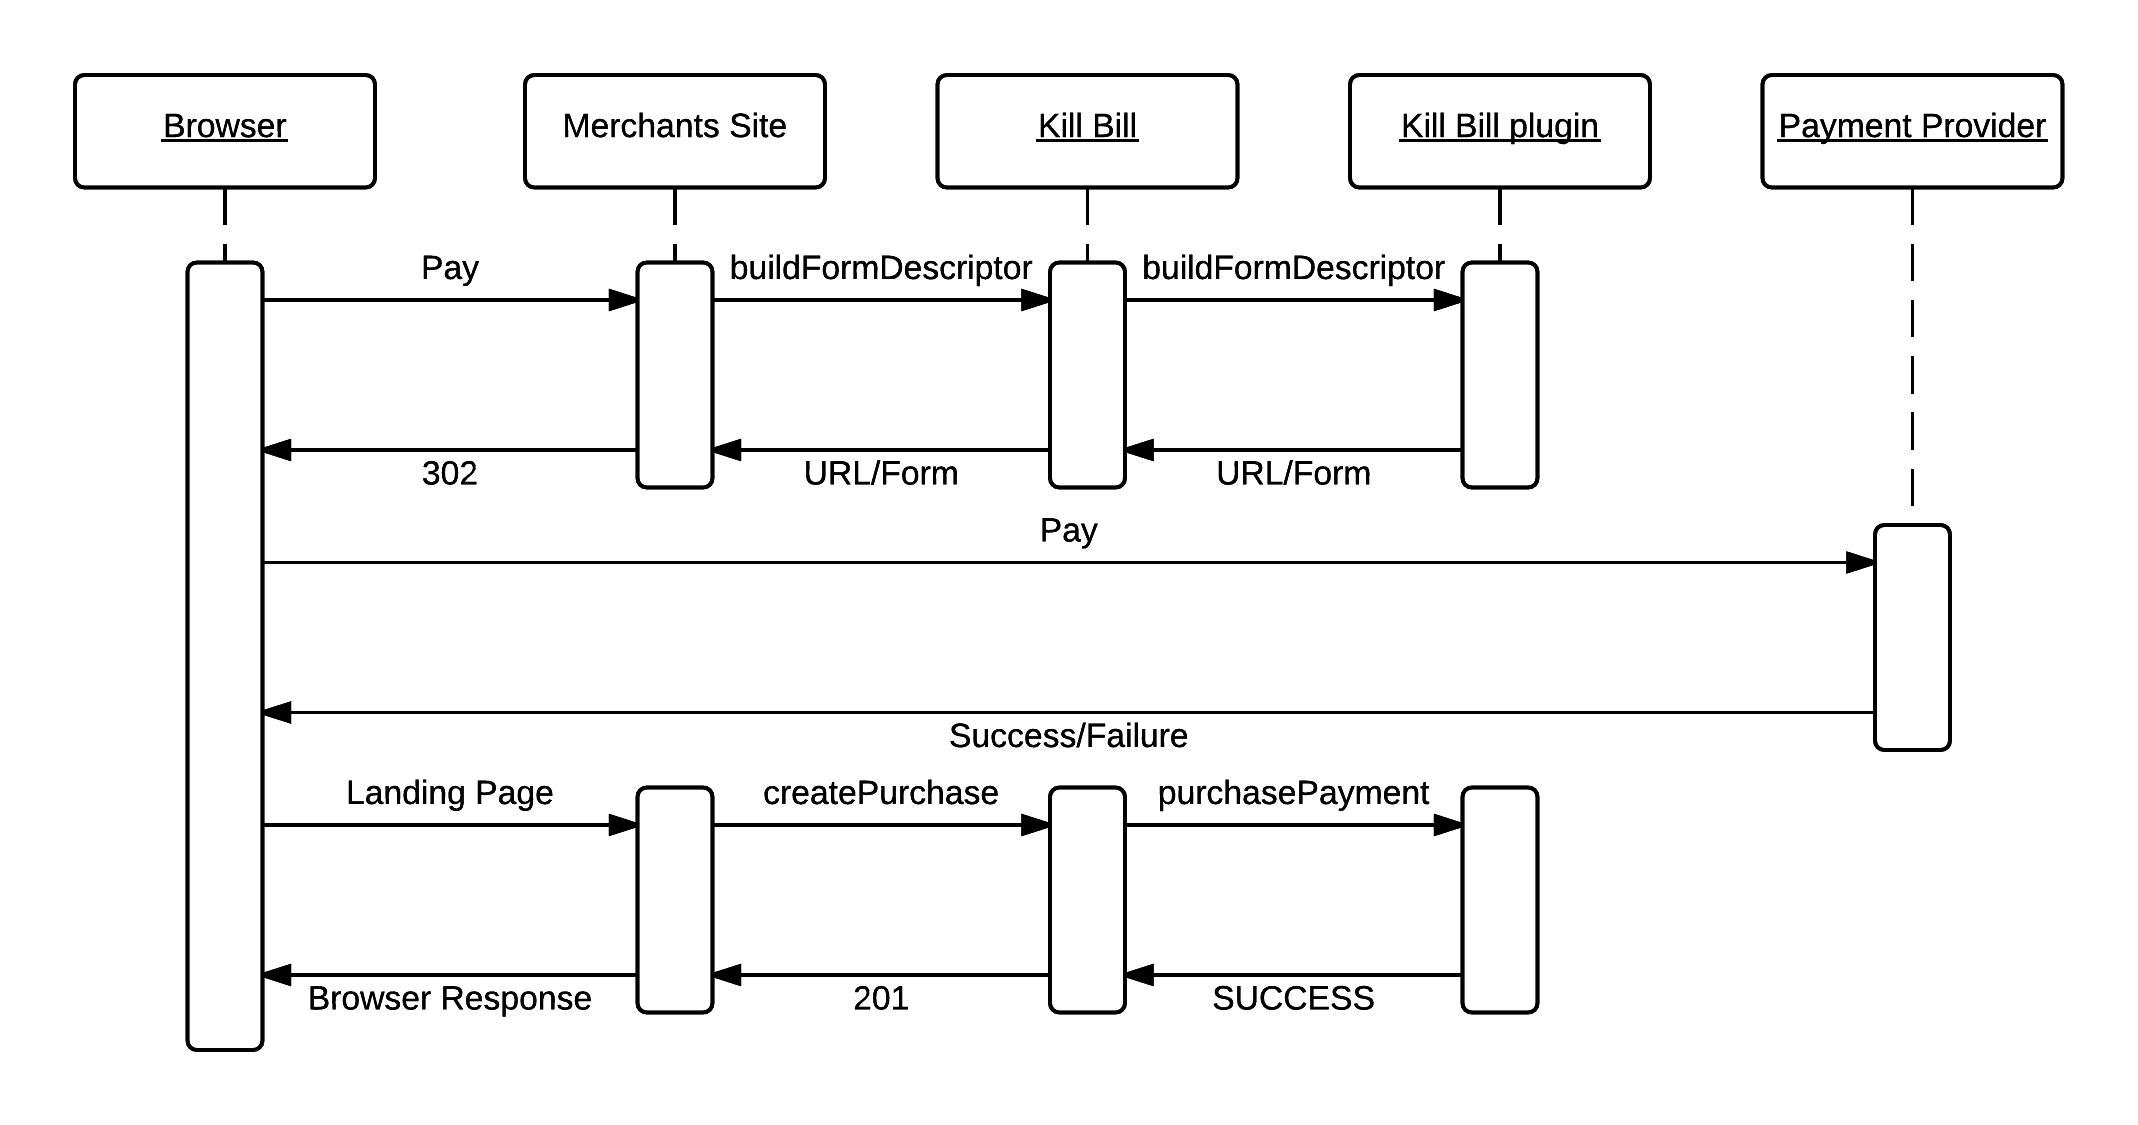 Browser
Merchants Site
Kill Bill
Kill Bill plugin
Payment Provider
Pay
buildFormDescriptor
buildFormDescriptor
302
URL/Form
URL/Form
Pay
Success/Failure
Landing Page
createPurchase
purchasePayment
Browser Response
201
SUCCESS